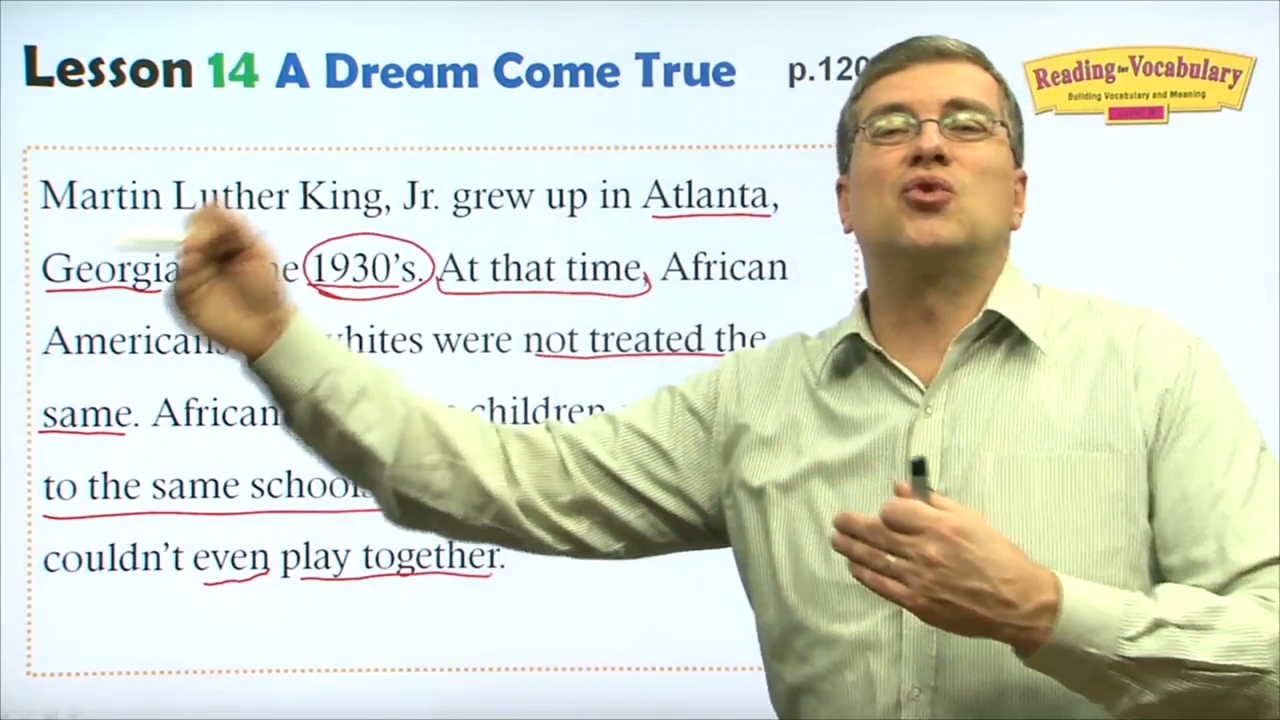 Lesson 14 A Dream Come True p.120
Reading for Vocabulary
Building Vocabulary and Meaning
Martin Luther King, Jr. grew up in Atlanta,
Georgia 1930's. At that time, African
whites were not treated the
same. African children
to the same
couldn't even play together.